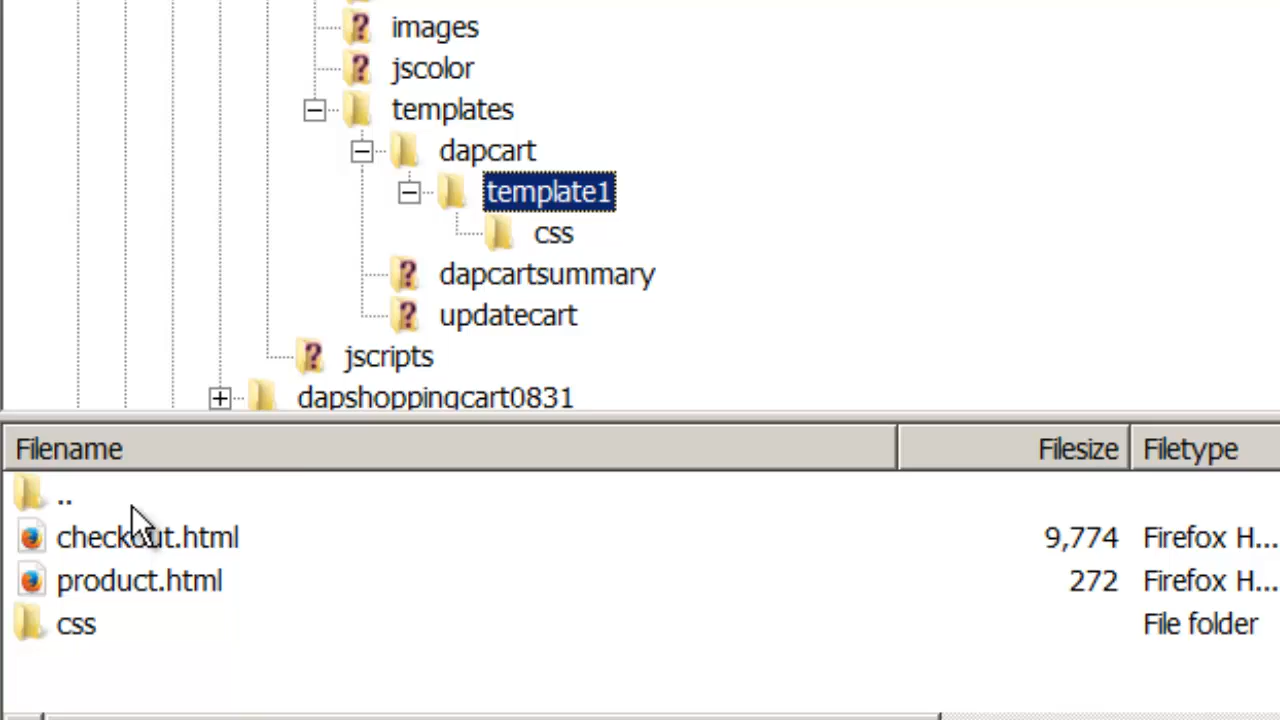 images
jscolor
templates
dapcart
template1
css
dapcartsummary
updatecart
jscripts
dapshoppingcart0831
Filename Filesize Filetype
..
checkout.html 9,774 Firefox H...
product.html 272 Firefox H...
css File folder